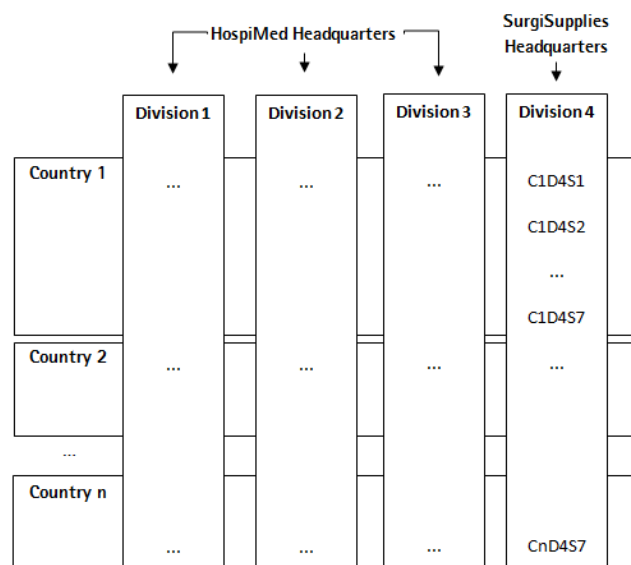 SurgiSupplies
HospiMed Headquarters
Headquarters
Division 1 Division 2 Division 3 Division 4
Country 1 ... ... ... C1D4S1
C1D4S2
...
C1D4S7
Country 2 ... ... ... ...
...
Country n
... ... ... CnD4S7